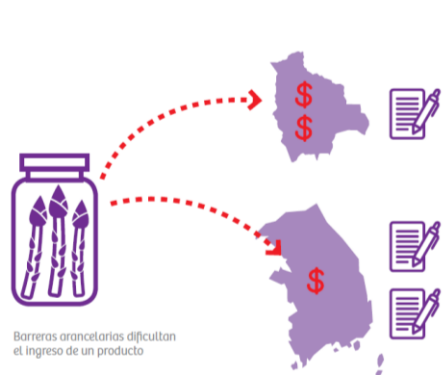 $
$
$
Barreras arancelarias dificultan
el ingreso de un producto